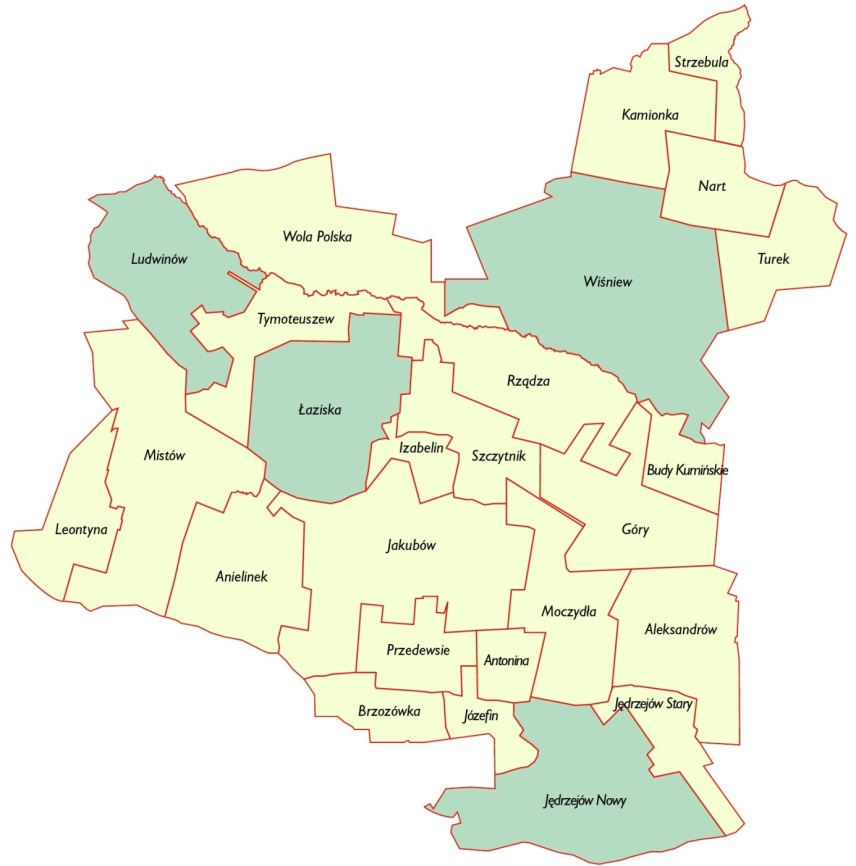 Strzebula
Kamionka
Nart
Wola Polska
Ludwinów
Turek
Wiśniew
Tymoteuszew
Rządza
Łaziska
Izabelin
Mistów
Szczytnik
Budy Kumińskie
Leontyna
Góry
Jakubów
Anielinek
Moczydła
Aleksandrów
Przedewsie
Antonina
Jędrzejów Stary
Brzozówka
Józefin
Jędrzejów Nowy